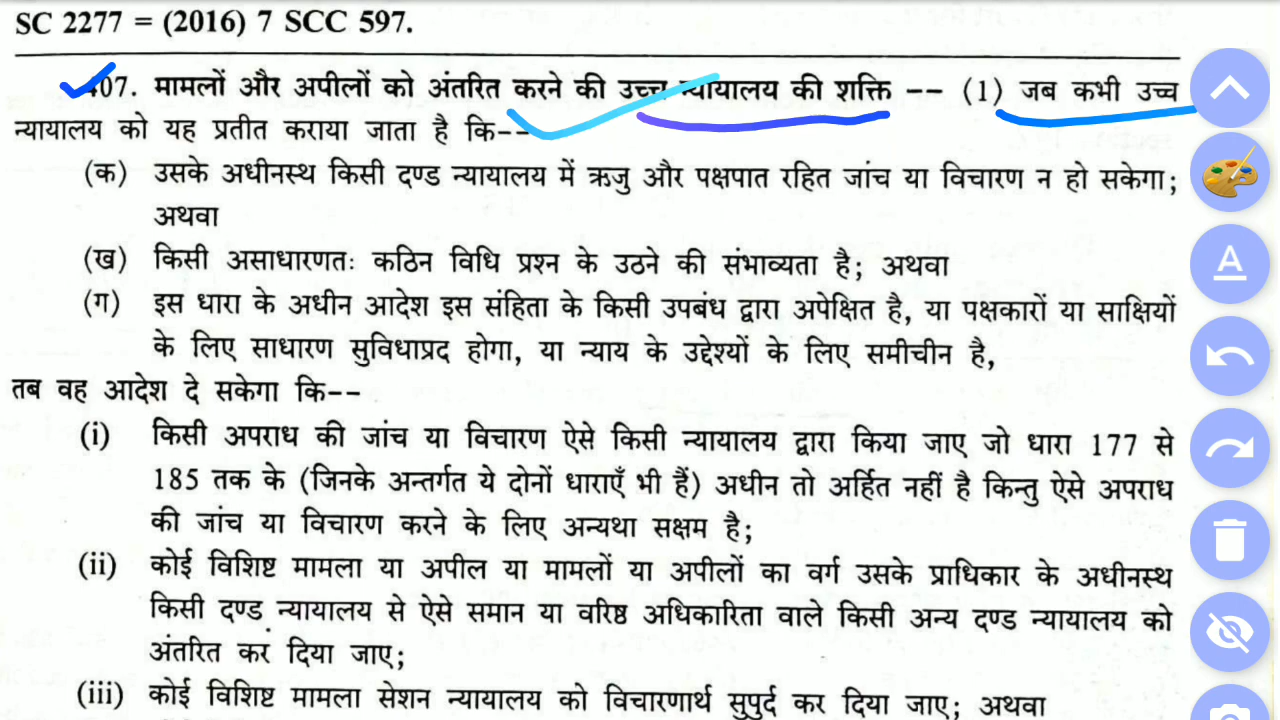 SC 2277 = (2016) 7 SCC 597.
407. मामलों और अपीलों को अंतरित करने की उच्च न्यायालय की शक्ति -- (1) जब कभी उच्च
न्यायालय को यह प्रतीत कराया जाता है कि--
(क) उसके अधीनस्थ किसी दण्ड न्यायालय में ऋजु और पक्षपात रहित जांच या विचारण न हो सकेगा;
अथवा
(ख) किसी असाधारणतः कठिन विधि प्रश्न के उठने की संभाव्यता है; अथवा
(ग) इस धारा के अधीन आदेश इस संहिता के किसी उपबंध द्वारा अपेक्षित है, या पक्षकारों या साक्षियों
के लिए साधारण सुविधाप्रद होगा, या न्याय के उद्देश्यों के लिए समीचीन है,
तब वह आदेश दे सकेगा कि--
(i) किसी अपराध की जांच या विचारण ऐसे किसी न्यायालय द्वारा किया जाए जो धारा 177 से
185 तक के (जिनके अन्तर्गत ये दोनों धाराएँ भी हैं) अधीन तो अर्हित नहीं है किन्तु ऐसे अपराध
की जांच या विचारण करने के लिए अन्यथा सक्षम है;
(ii) कोई विशिष्ट मामला या अपील या मामलों या अपीलों का वर्ग उसके प्राधिकार के अधीनस्थ
किसी दण्ड न्यायालय से ऐसे समान या वरिष्ठ अधिकारिता वाले किसी अन्य दण्ड न्यायालय को
अंतरित कर दिया जाए;
(iii) कोई विशिष्ट मामला सेशन न्यायालय को विचारणार्थ सुपुर्द कर दिया जाए; अथवा
A